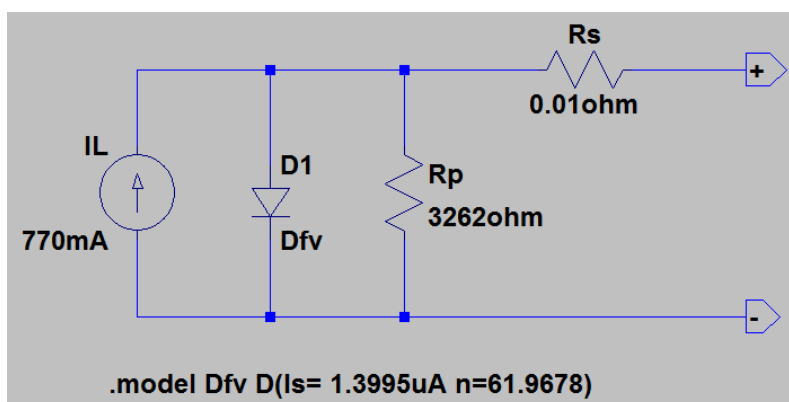 Rs
+
0.01ohm
IL
D1
Rp
3262ohm
770mA
Dfv
-
.model Dfv D(Is= 1.3995uA n=61.9678)